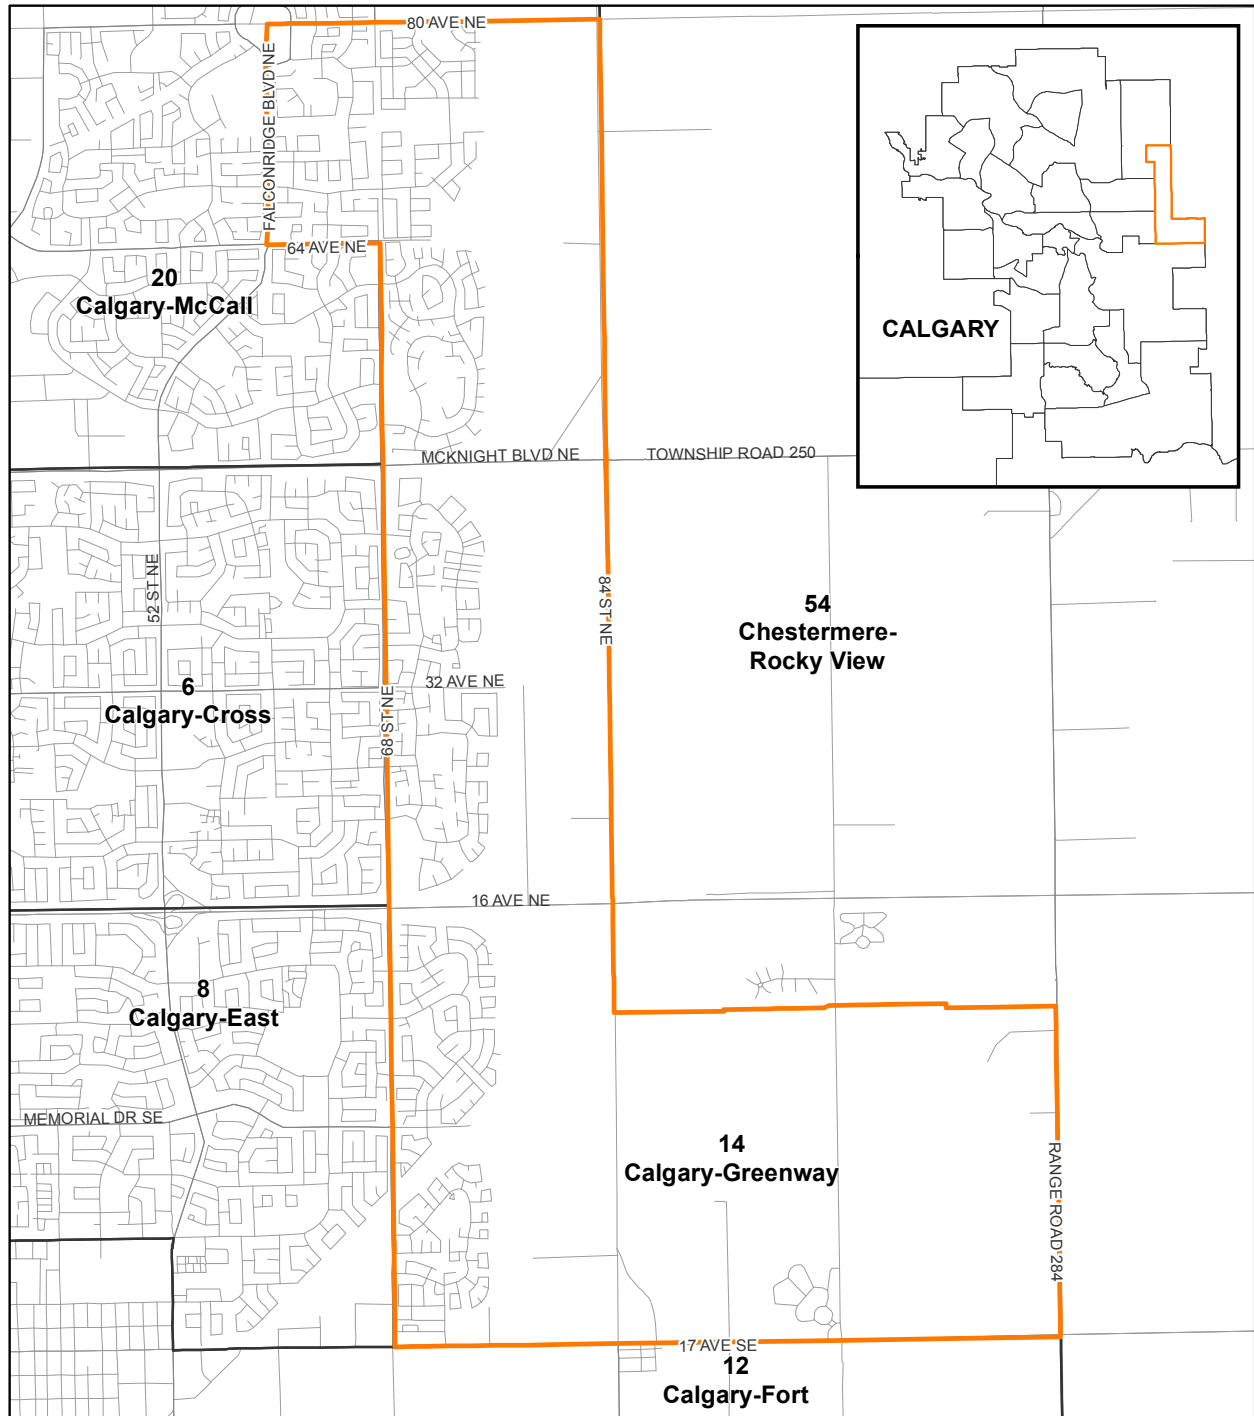 80 AVE NE
FALCONRIDGE BLVD NE
64 AVE NE
20
Calgary-McCall
CALGARY
MCKNIGHT BLVD NE
TOWNSHIP ROAD 250
52 ST NE
84 ST NE
54
Chestermere-
Rocky View
6
Calgary-Cross
32 AVE NE
68 ST NE
16 AVE NE
8
Calgary-East
MEMORIAL DR SE
14
Calgary-Greenway
RANGE ROAD 284
17 AVE SE
12
Calgary-Fort